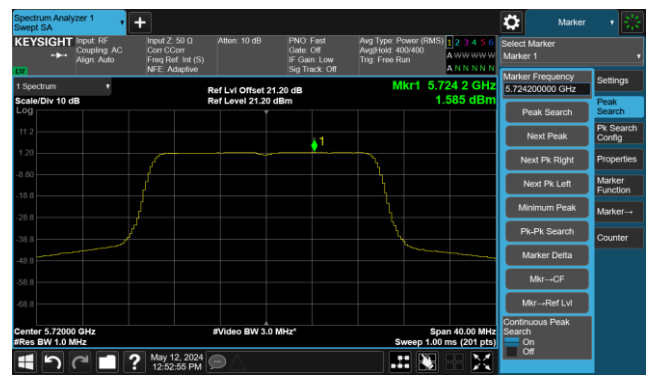 Spectrum Analyzer 1
Swept SA
Marker
KEYSIGHT
Input: RF
Coupling: AC
Align: Auto
Input Z: 50 Ω
Corr CCorr
Freq Ref: Int (S)
NFE: Adaptive
Atten: 10 dB
PNO: Fast
Gate: Off
IF Gain: Low
Sig Track: Off
Avg Type: Power (RMS)
Avg|Hold: 400/400
Trig: Free Run
1 2 3 4 5 6
A W W W W W
A N N N N N
LXI
Select Marker
Marker 1
1 Spectrum
Scale/Div 10 dB
Log
Ref Lvl Offset 21.20 dB
Ref Level 21.20 dBm
Mkr1 5.724 2 GHz
1.585 dBm
11.2
1.20
-8.80
-18.8
-28.8
-38.8
-48.8
-58.8
-68.8
1
Center 5.72000 GHz
#Res BW 1.0 MHz
#Video BW 3.0 MHz*
Span 40.00 MHz
Sweep 1.00 ms (201 pts)
Marker Frequency
5.724200000 GHz
Peak Search
Next Peak
Next Pk Right
Next Pk Left
Minimum Peak
Pk-Pk Search
Marker Delta
Mkr→CF
Mkr→Ref Lvl
Continuous Peak
Search
On
Off
Settings
Peak
Search
Pk Search
Config
Properties
Marker
Function
Marker→
Counter
?
May 12, 2024
12:52:55 PM